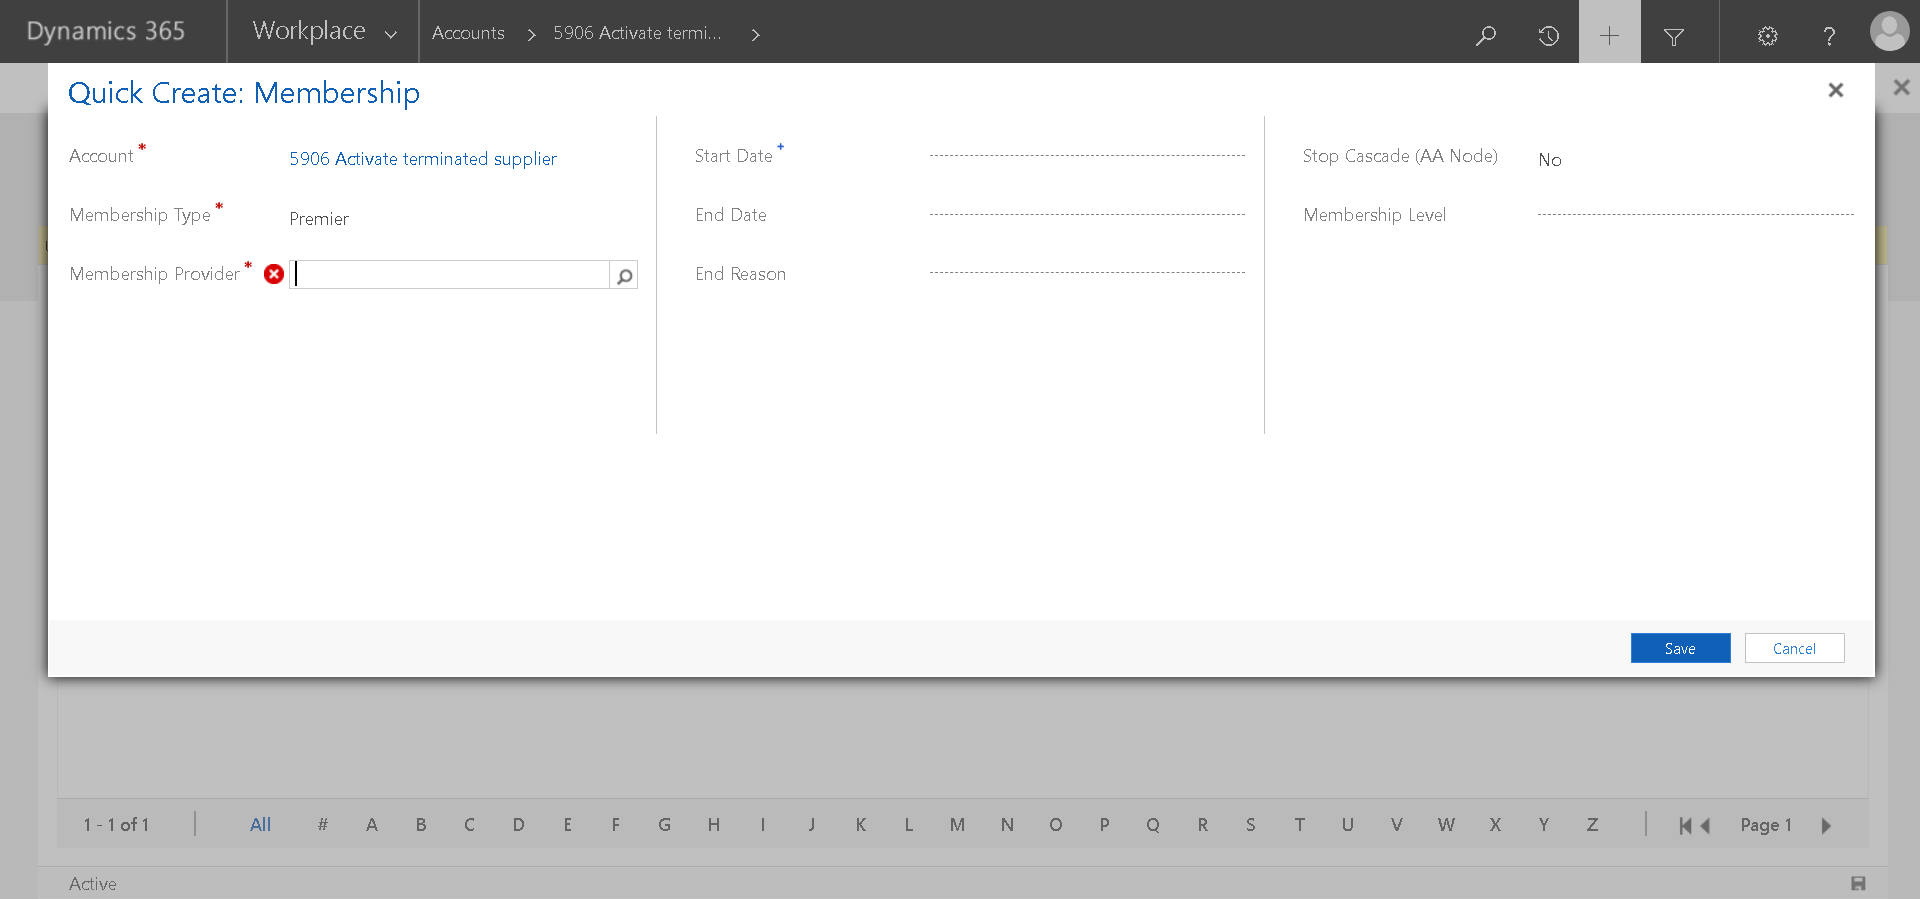 Dynamics 365 Workplace Accounts 5906 Activate termi...
Quick Create: Membership
Account * 5906 Activate terminated supplier
Membership Type * Premier
Membership Provider *
Start Date +
End Date
End Reason
Stop Cascade (AA Node) No
Membership Level
Save Cancel
1 - 1 of 1 All # A B C D E F G H I J K L M N O P Q R S T U V W X Y Z Page 1
Active